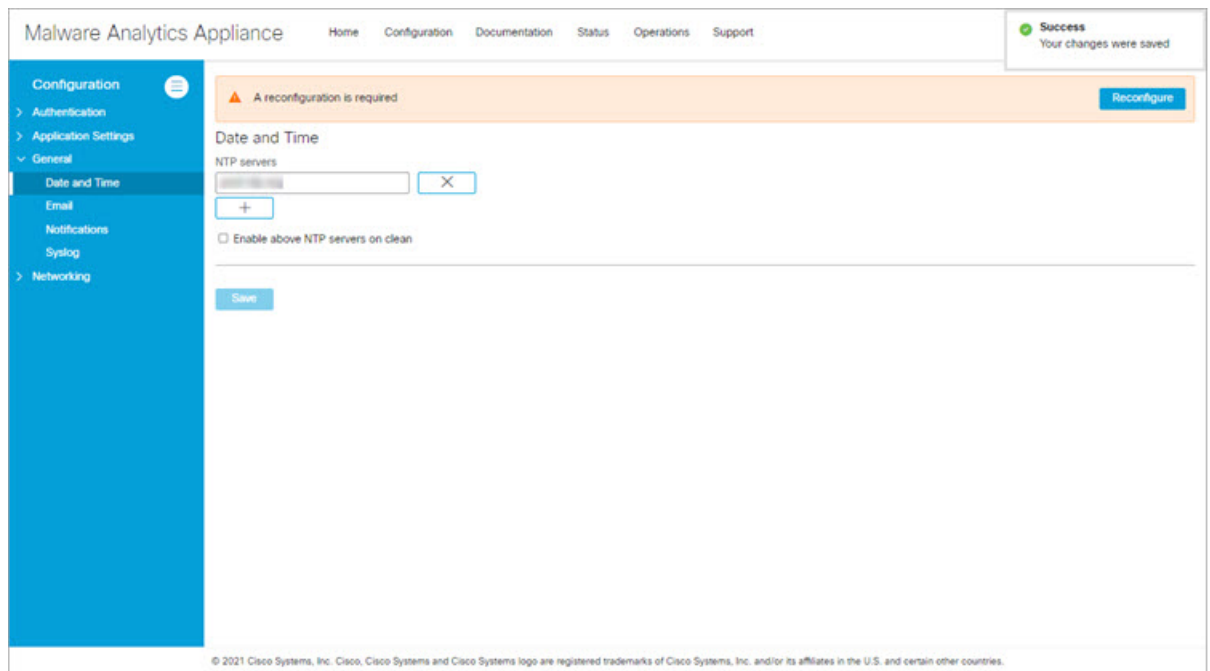 Malware Analytics Appliance
Home Configuration Documentation Status Operations Support
Success
Your changes were saved
Configuration
Authentication
Application Settings
General
Date and Time
Email
Notifications
Syslog
Networking
A reconfiguration is required
Reconfigure
Date and Time
NTP servers
Enable above NTP servers on clean
Save
© 2021 Cisco Systems, Inc. Cisco, Cisco Systems and Cisco Systems logo are registered trademarks of Cisco Systems, Inc. and/or its affiliates in the U.S. and certain other countries.